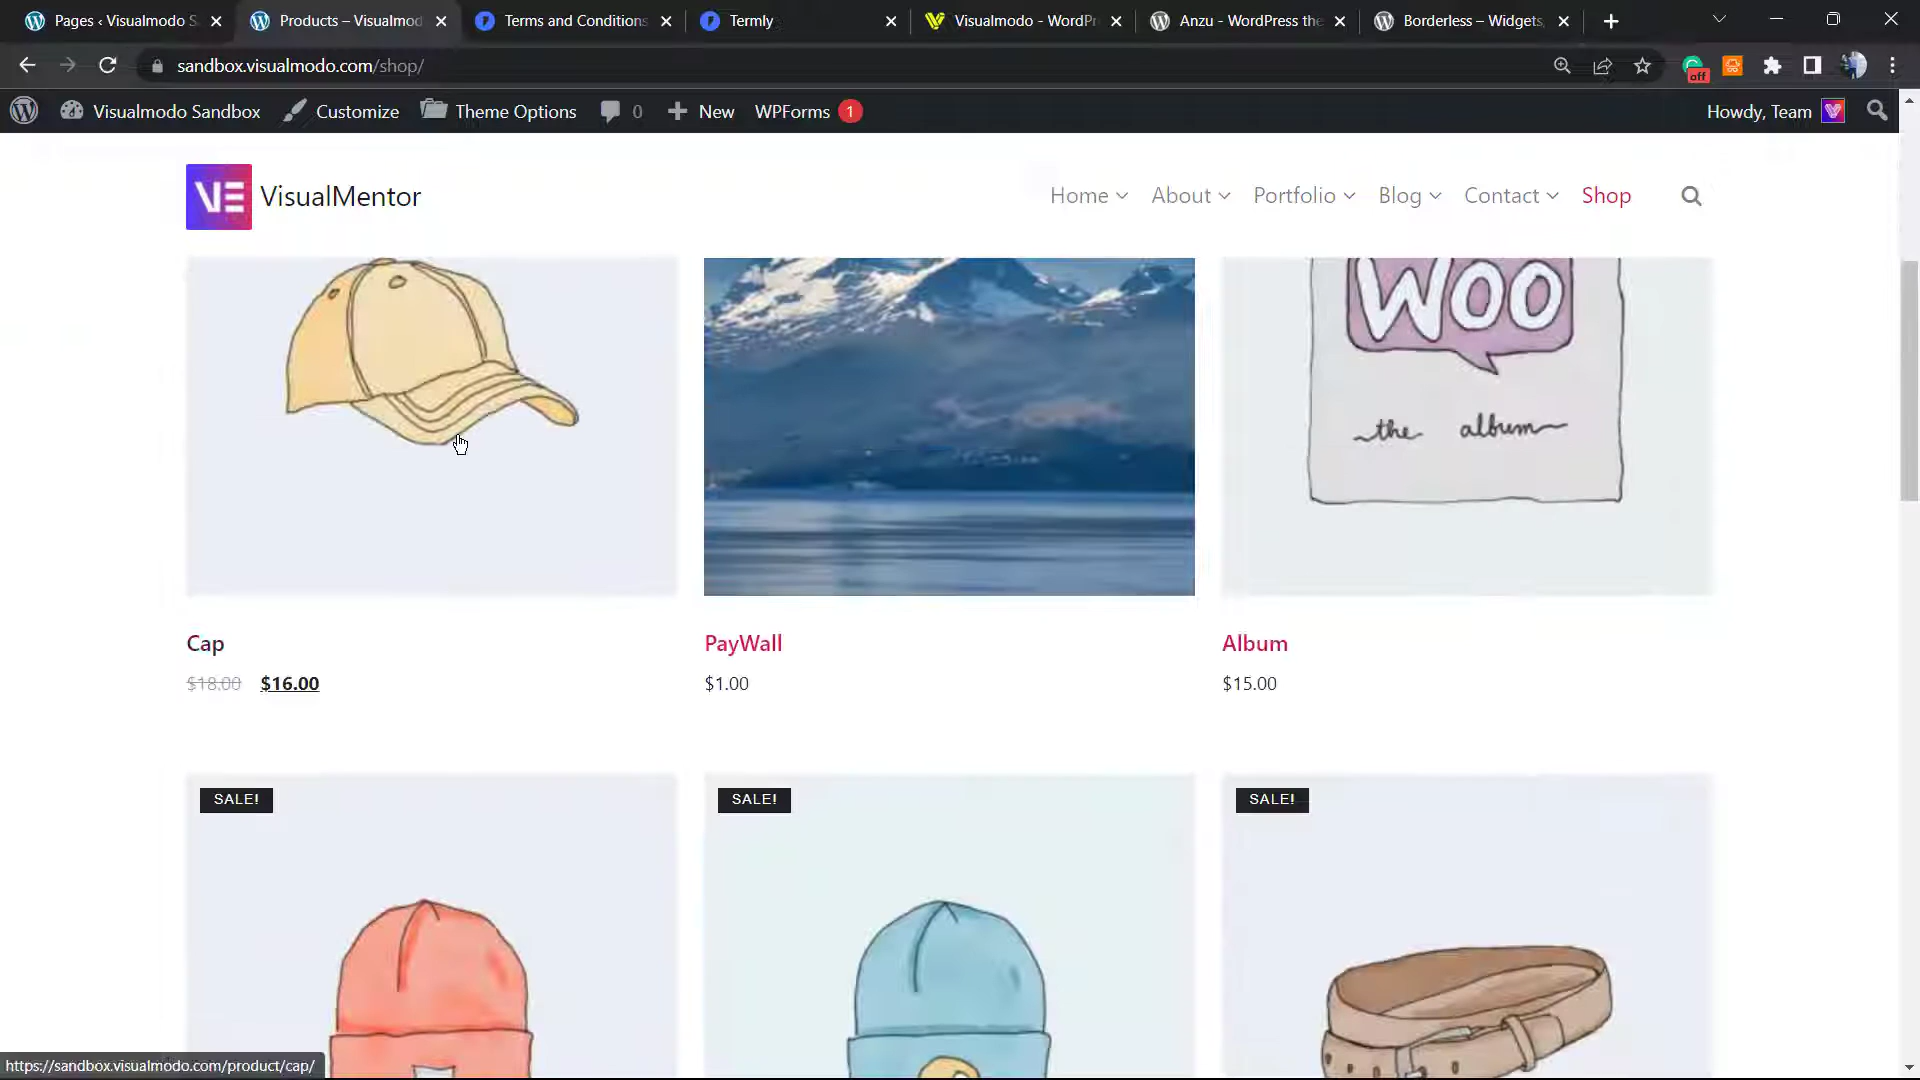 Pages ‹ Visualmodo S
Products – Visualmod
Terms and Conditions
Termly
Visualmodo - WordPr
Anzu - WordPress the
Borderless – Widgets,
sandbox.visualmodo.com/shop/
off
Visualmodo Sandbox
Customize
Theme Options
0
New
WPForms 1
Howdy, Team
VE
VisualMentor
Home
About
Portfolio
Blog
Contact
Shop
WOO
the album
Cap
PayWall
Album
$18.00 $16.00
$1.00
$15.00
SALE!
SALE!
SALE!
https://sandbox.visualmodo.com/product/cap/